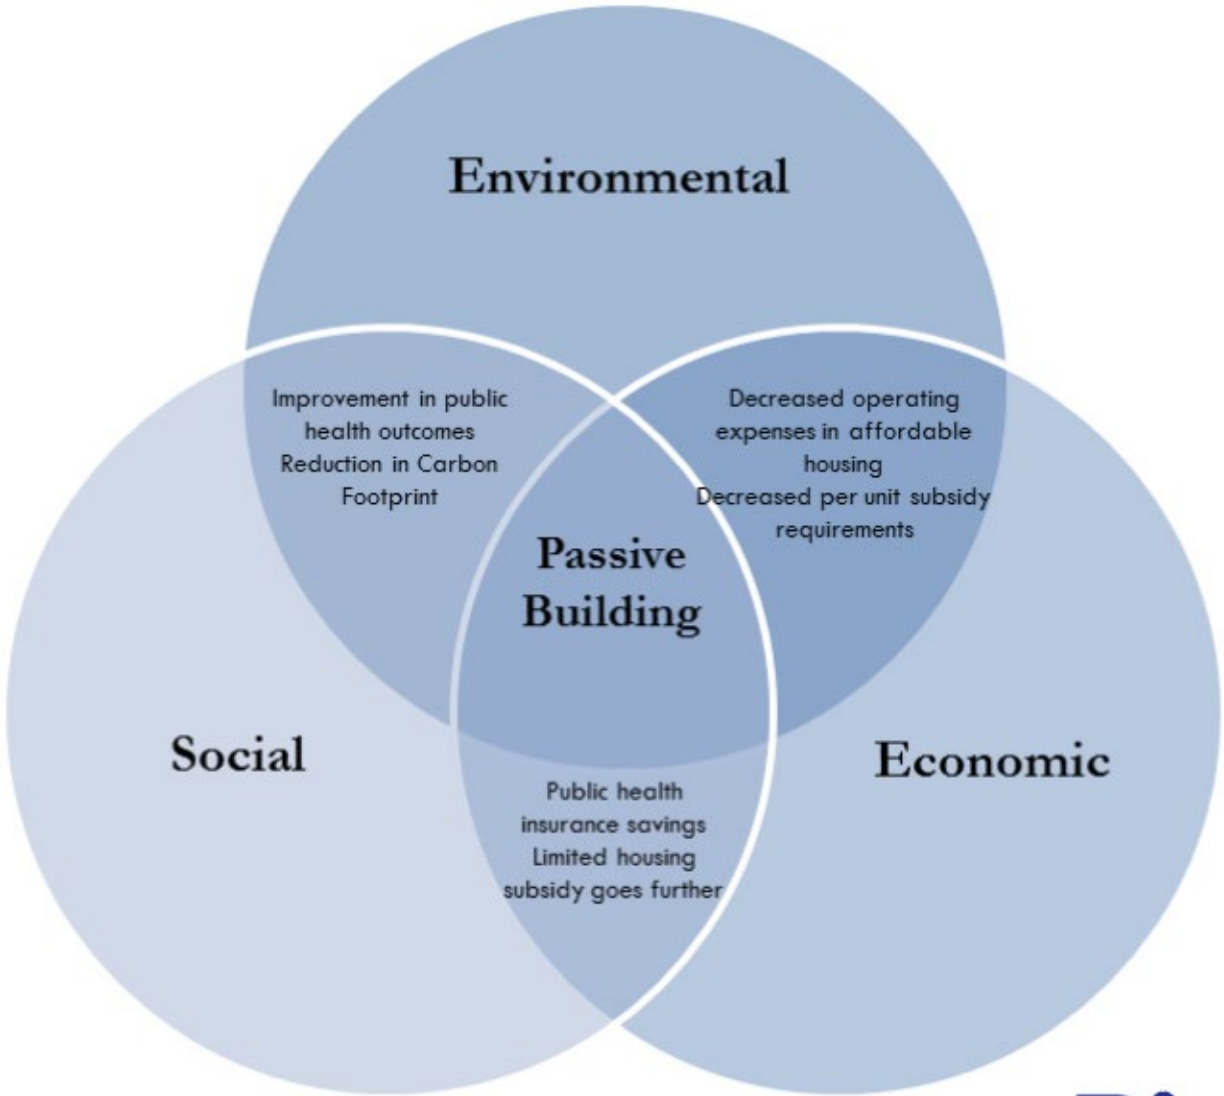 Environmental
Improvement in public
health outcomes
Reduction in Carbon
Footprint
Decreased operating
expenses in affordable
housing
Decreased per unit subsidy
requirements
Passive
Building
Social
Economic
Public health
insurance savings
Limited housing
subsidy goes further